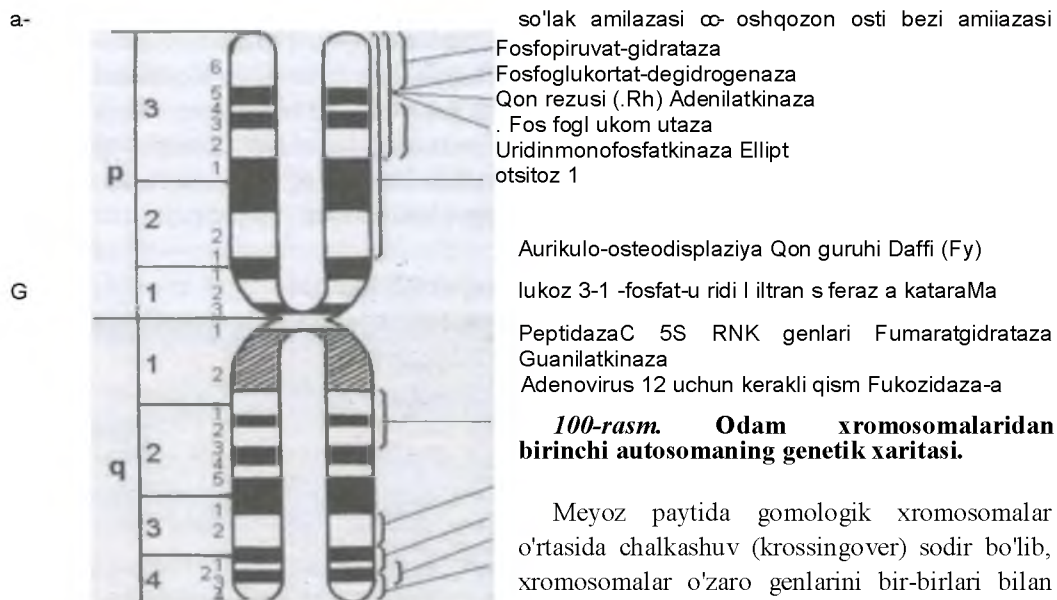 a-
so'lak amilazasi ∞- oshqozon osti bezi amiiazasi
Fosfopiruvat-gidrataza
Fosfoglukortat-degidrogenaza
Qon rezusi (.Rh) Adenilatkinaza
. Fos fogl ukom utaza
Uridinmonofosfatkinaza Ellipt
otsitoz 1
Aurikulo-osteodisplaziya Qon guruhi Daffi (Fy)
G
lukoz 3-1 -fosfat-u ridi l iltran s feraz a kataraMa
PeptidazaC 5S RNK genlari Fumaratgidrataza
Guanilatkinaza
Adenovirus 12 uchun kerakli qism Fukozidaza-a
p
3
2
1
6
5
4
3
2
1
2
1
1
2
3
q
1
2
3
4
1
2
1
2
3
4
5
1
2
1
2
3
100-rasm. Odam xromosomalaridan
birinchi autosomaning genetik xaritasi.
Meyoz paytida gomologik xromosomalar
o'rtasida chalkashuv (krossingover) sodir bo'lib,
xromosomalar o'zaro genlarini bir-birlari bilan